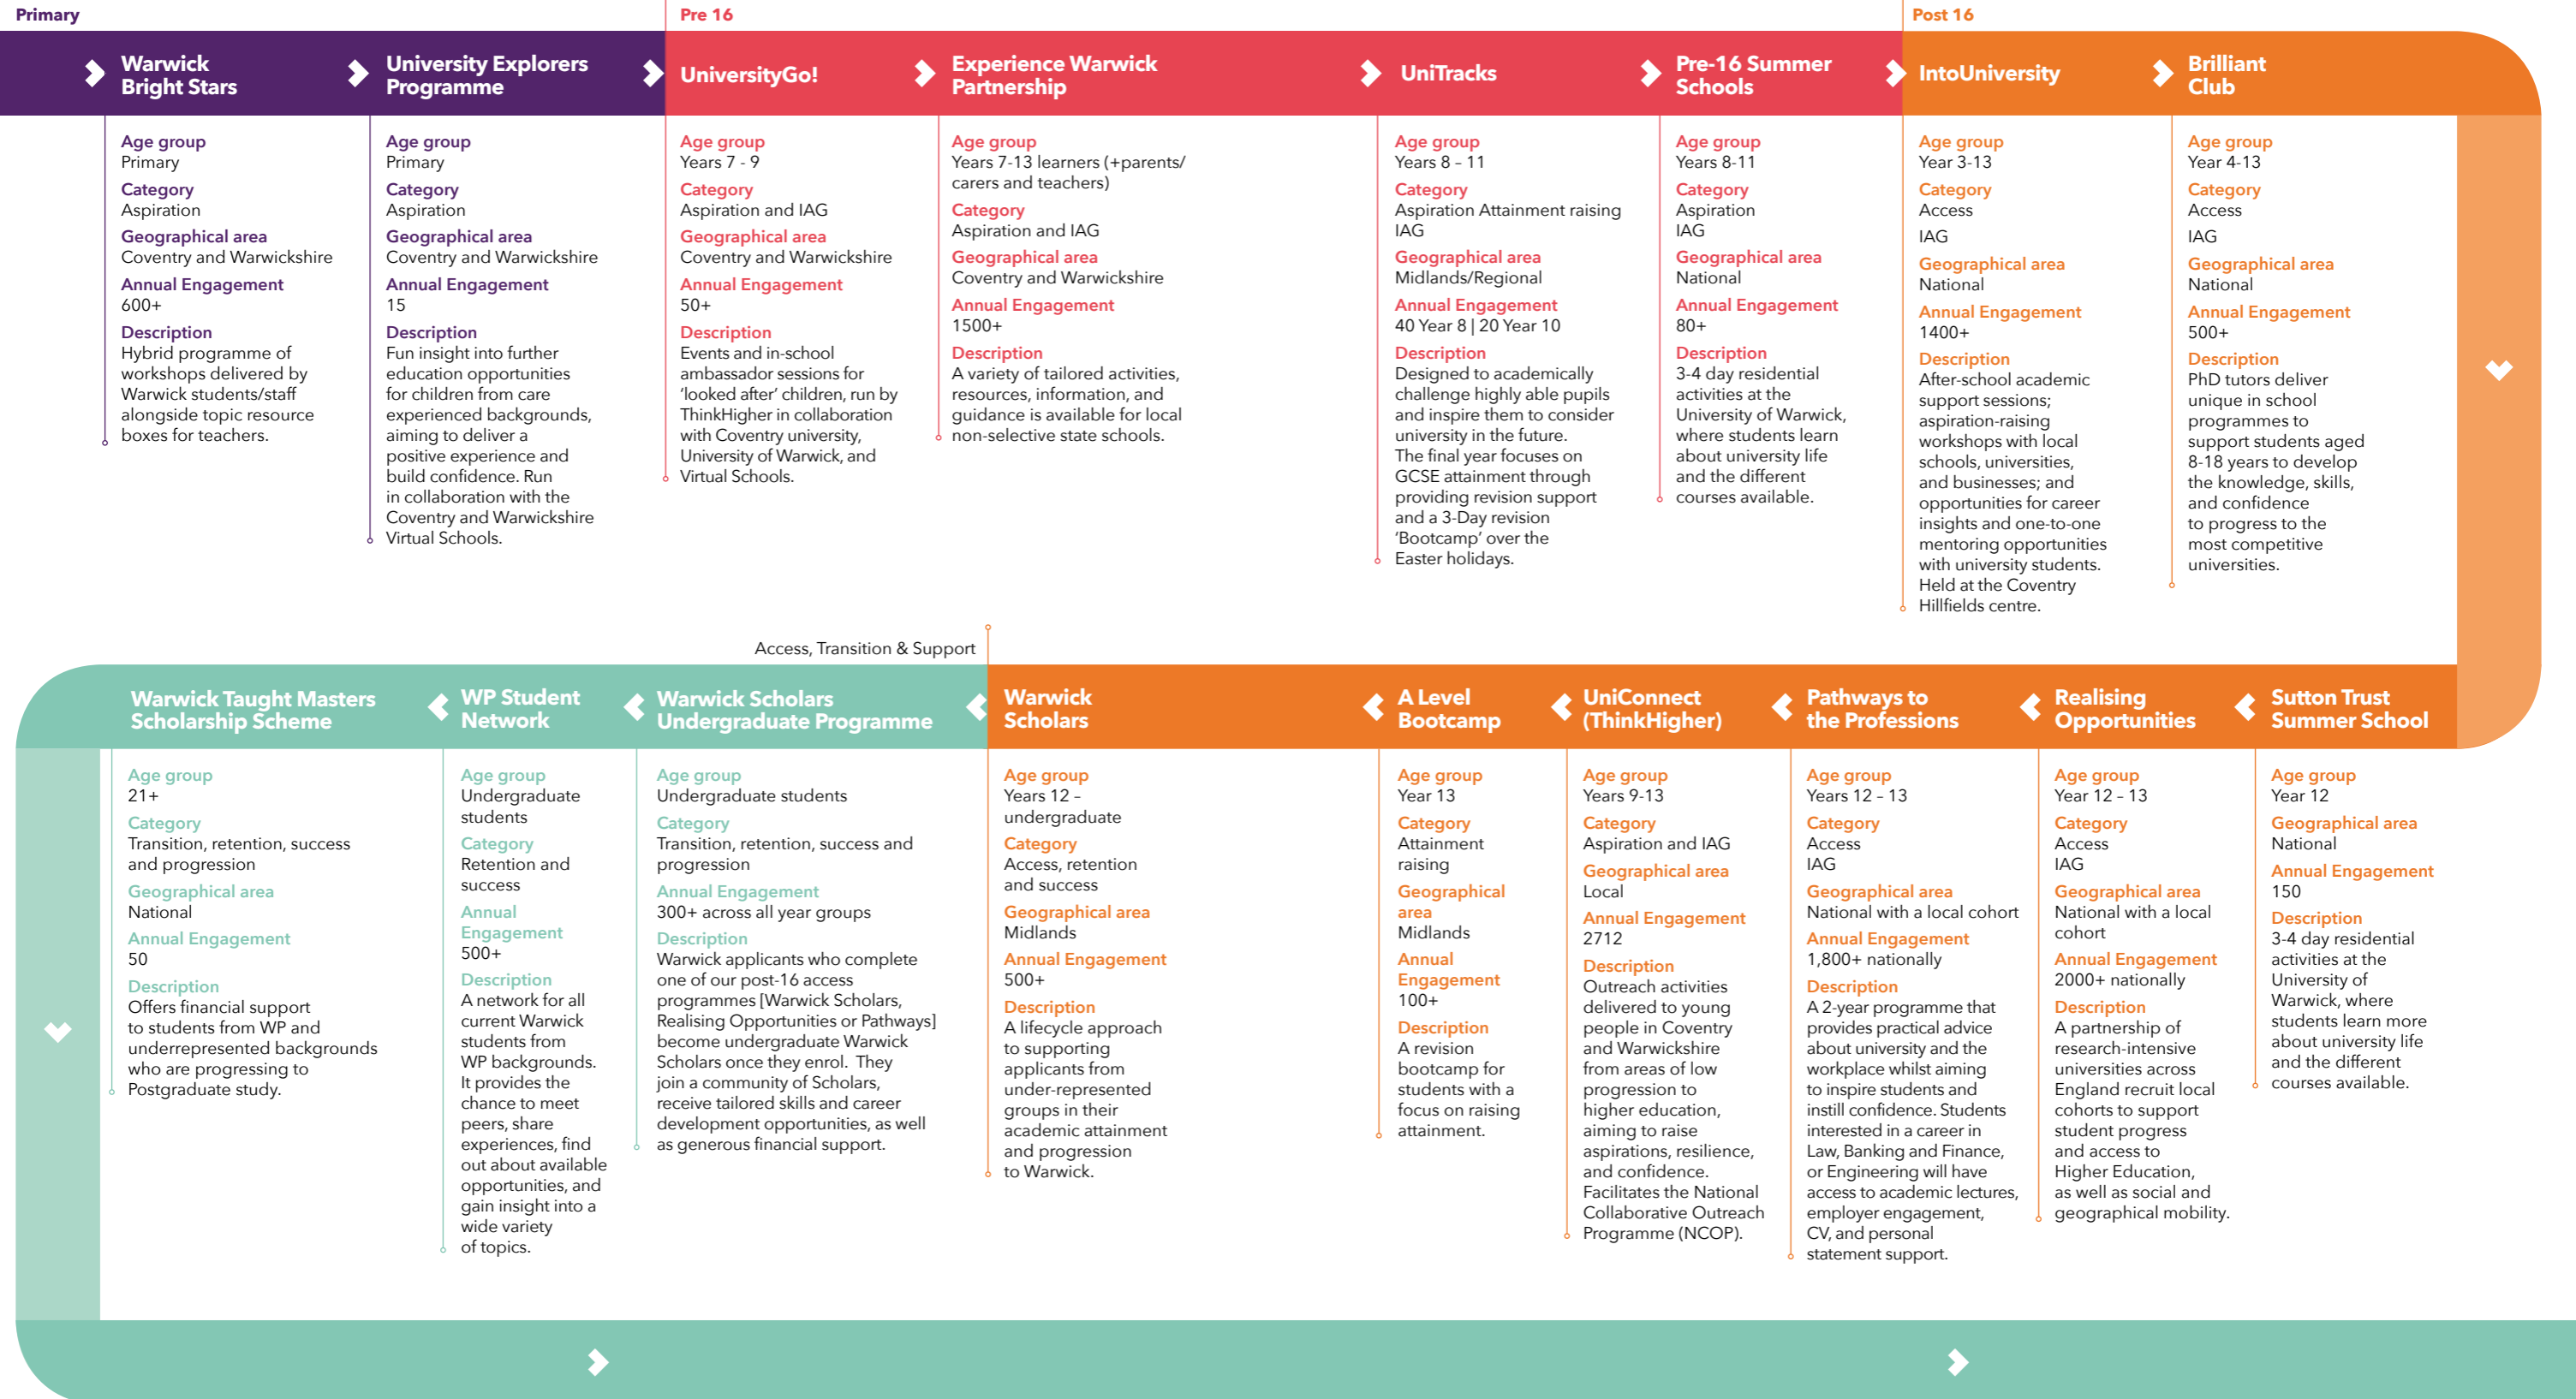 Primary
Pre 16
Post 16
Warwick
Bright Stars
Age group
Primary
Category
Aspiration
Geographical area
Coventry and Warwickshire
Annual Engagement
600+
Description
Hybrid programme of
workshops delivered by
Warwick students/staff
alongside topic resource
boxes for teachers.
University Explorers
Programme
Age group
Primary
Category
Aspiration
Geographical area
Coventry and Warwickshire
Annual Engagement
15
Description
Fun insight into further
education opportunities
for children from care
experienced backgrounds,
aiming to deliver a
positive experience and
build confidence. Run
in collaboration with the
Coventry and Warwickshire
Virtual Schools.
UniversityGo!
Age group
Years 7 - 9
Category
Aspiration and IAG
Geographical area
Coventry and Warwickshire
Annual Engagement
50+
Description
Events and in-school
ambassador sessions for
‘looked after’ children, run by
ThinkHigher in collaboration
with Coventry university,
University of Warwick, and
Virtual Schools.
Experience Warwick
Partnership
Age group
Years 7-13 learners (+parents/
carers and teachers)
Category
Aspiration and IAG
Geographical area
Coventry and Warwickshire
Annual Engagement
1500+
Description
A variety of tailored activities,
resources, information, and
guidance is available for local
non-selective state schools.
UniTracks
Age group
Years 8 – 11
Category
Aspiration Attainment raising
IAG
Geographical area
Midlands/Regional
Annual Engagement
40 Year 8 | 20 Year 10
Description
Designed to academically
challenge highly able pupils
and inspire them to consider
university in the future.
The final year focuses on
GCSE attainment through
providing revision support
and a 3-Day revision
‘Bootcamp’ over the
Easter holidays.
Pre-16 Summer
Schools
Age group
Years 8-11
Category
Aspiration
IAG
Geographical area
National
Annual Engagement
80+
Description
3-4 day residential
activities at the
University of Warwick,
where students learn
about university life
and the different
courses available.
IntoUniversity
Age group
Year 3-13
Category
Access
IAG
Geographical area
National
Annual Engagement
1400+
Description
After-school academic
support sessions;
aspiration-raising
workshops with local
schools, universities,
and businesses; and
opportunities for career
insights and one-to-one
mentoring opportunities
with university students.
Held at the Coventry
Hillfields centre.
Brilliant
Club
Age group
Year 4-13
Category
Access
IAG
Geographical area
National
Annual Engagement
500+
Description
PhD tutors deliver
unique in school
programmes to
support students aged
8-18 years to develop
the knowledge, skills,
and confidence
to progress to the
most competitive
universities.
Access, Transition & Support
Warwick Taught Masters
Scholarship Scheme
Age group
21+
Category
Transition, retention, success
and progression
Geographical area
National
Annual Engagement
50
Description
Offers financial support
to students from WP and
underrepresented backgrounds
who are progressing to
Postgraduate study.
WP Student
Network
Age group
Undergraduate
students
Category
Retention and
success
Annual
Engagement
500+
Description
A network for all
current Warwick
students from
WP backgrounds.
It provides the
chance to meet
peers, share
experiences, find
out about available
opportunities, and
gain insight into a
wide variety
of topics.
Warwick Scholars
Undergraduate Programme
Age group
Undergraduate students
Category
Transition, retention, success and
progression
Annual Engagement
300+ across all year groups
Description
Warwick applicants who complete
one of our post-16 access
programmes [Warwick Scholars,
Realising Opportunities or Pathways]
become undergraduate Warwick
Scholars once they enrol. They
join a community of Scholars,
receive tailored skills and career
development opportunities, as well
as generous financial support.
Warwick
Scholars
Age group
Years 12 –
undergraduate
Category
Access, retention
and success
Geographical area
Midlands
Annual Engagement
500+
Description
A lifecycle approach
to supporting
applicants from
under-represented
groups in their
academic attainment
and progression
to Warwick.
A Level
Bootcamp
Age group
Year 13
Category
Attainment
raising
Geographical
area
Midlands
Annual
Engagement
100+
Description
A revision
bootcamp for
students with a
focus on raising
attainment.
UniConnect
(ThinkHigher)
Age group
Years 9-13
Category
Aspiration and IAG
Geographical area
Local
Annual Engagement
2712
Description
Outreach activities
delivered to young
people in Coventry
and Warwickshire
from areas of low
progression to
higher education,
aiming to raise
aspirations, resilience,
and confidence.
Facilitates the National
Collaborative Outreach
Programme (NCOP).
Pathways to
the Professions
Age group
Years 12 – 13
Category
Access
IAG
Geographical area
National with a local cohort
Annual Engagement
1,800+ nationally
Description
A 2-year programme that
provides practical advice
about university and the
workplace whilst aiming
to inspire students and
instill confidence. Students
interested in a career in
Law, Banking and Finance,
or Engineering will have
access to academic lectures,
employer engagement,
CV, and personal
statement support.
Realising
Opportunities
Age group
Year 12 – 13
Category
Access
IAG
Geographical area
National with a local
cohort
Annual Engagement
2000+ nationally
Description
A partnership of
research-intensive
universities across
England recruit local
cohorts to support
student progress
and access to
Higher Education,
as well as social and
geographical mobility.
Sutton Trust
Summer School
Age group
Year 12
Geographical area
National
Annual Engagement
150
Description
3-4 day residential
activities at the
University of
Warwick, where
students learn more
about university life
and the different
courses available.